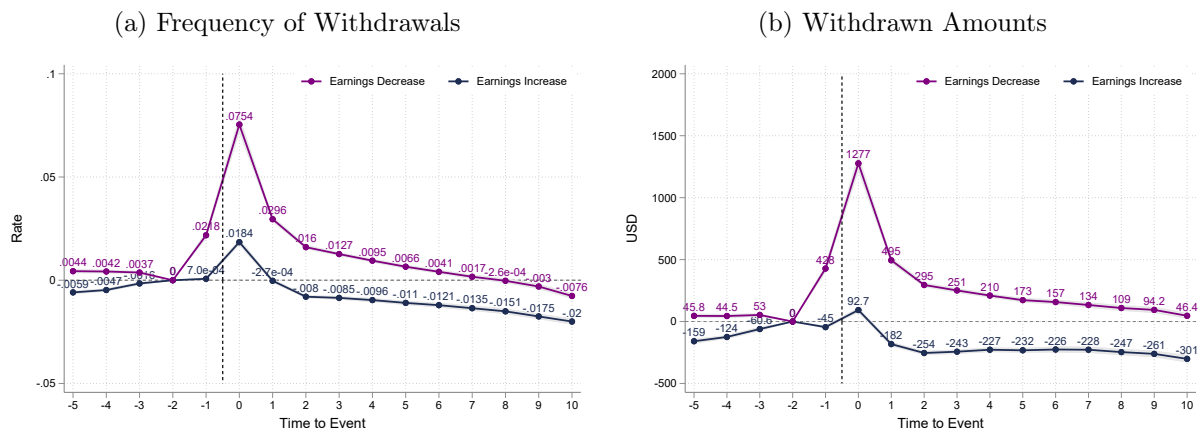 (a) Frequency of Withdrawals
.1
.05
0
-.05
Rate
Earnings Decrease
Earnings Increase
.0044 .0042 .0037 0 .0218 .0754 .0296 .016 .0127 .0095 .0066 .0041 .0017 -2.6e-04 -.003 -.0076
-.0059 -.0047 -.0016 0 7.0e-04 .0184 -2.7e-04 -.008 -.0085 -.0096 -.011 -.0121 -.0135 -.0151 -.0175 -.02
-5 -4 -3 -2 -1 0 1 2 3 4 5 6 7 8 9 10
Time to Event
(b) Withdrawn Amounts
2000
1500
1000
500
0
-500
USD
Earnings Decrease
Earnings Increase
45.8 44.5 53 0 428 1277 495 295 251 210 173 157 134 109 94.2 46.4
-159 -124 -60.6 0 -45 92.7 -182 -254 -243 -227 -232 -226 -228 -247 -261 -301
-5 -4 -3 -2 -1 0 1 2 3 4 5 6 7 8 9 10
Time to Event